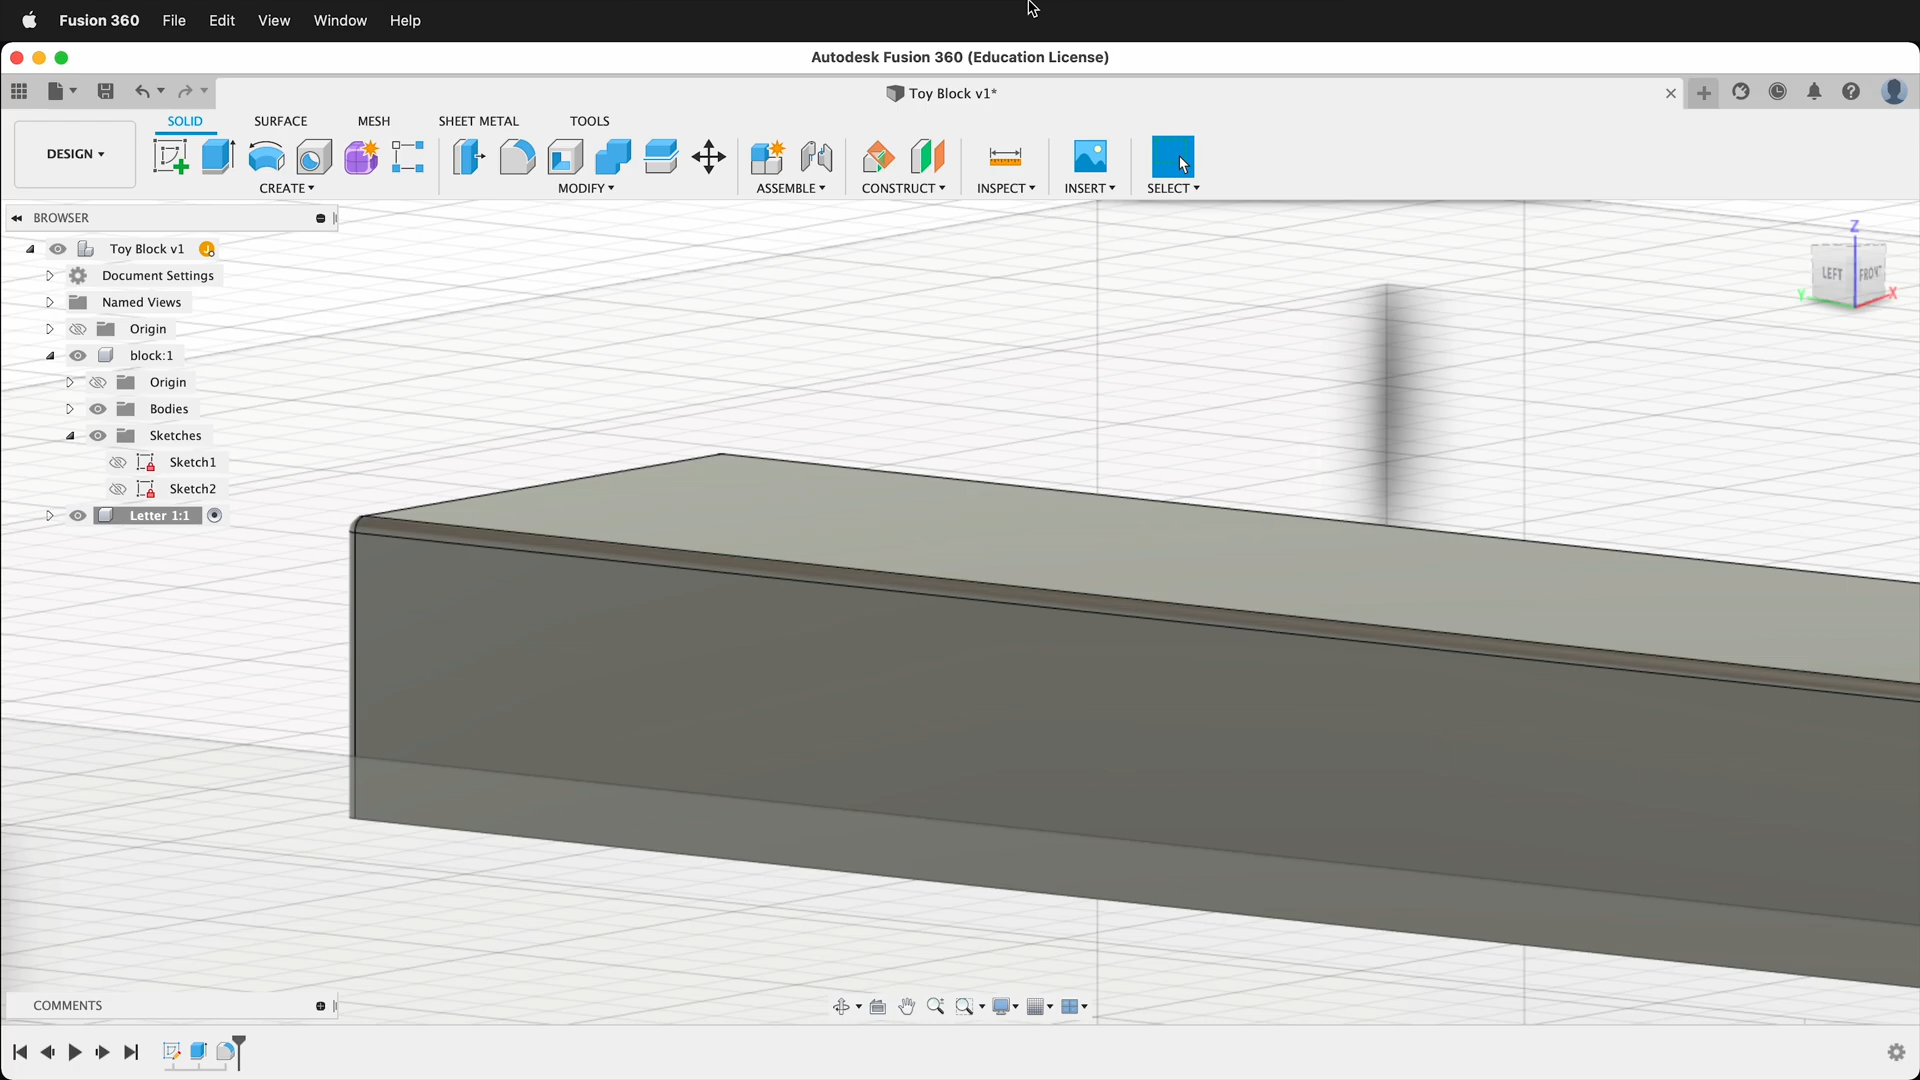 Fusion 360 File Edit View Window Help
Autodesk Fusion 360 (Education License)
Toy Block v1*
SOLID SURFACE MESH SHEET METAL TOOLS
DESIGN
CREATE MODIFY ASSEMBLE CONSTRUCT INSPECT INSERT SELECT
BROWSER
Toy Block v1
Document Settings
Named Views
Origin
block:1
Origin
Bodies
Sketches
Sketch1
Sketch2
Letter 1:1
Z
LEFT FRONT
Y X
COMMENTS